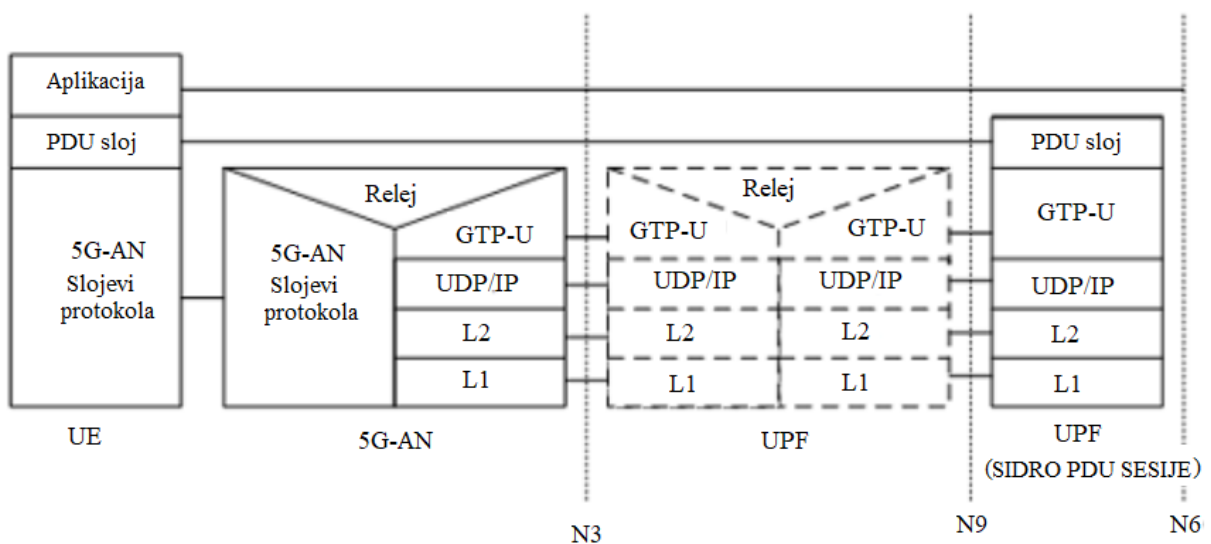 Aplikacija
PDU sloj
5G-AN
Slojevi
protokola
UE
Relej
5G-AN
Slojevi
protokola
GTP-U
UDP/IP
L2
L1
5G-AN
N3
Relej
GTP-U
GTP-U
UDP/IP
UDP/IP
L2
L2
L1
L1
UPF
N9
PDU sloj
GTP-U
UDP/IP
L2
L1
UPF
(SIDRO PDU SESIJE)
N6